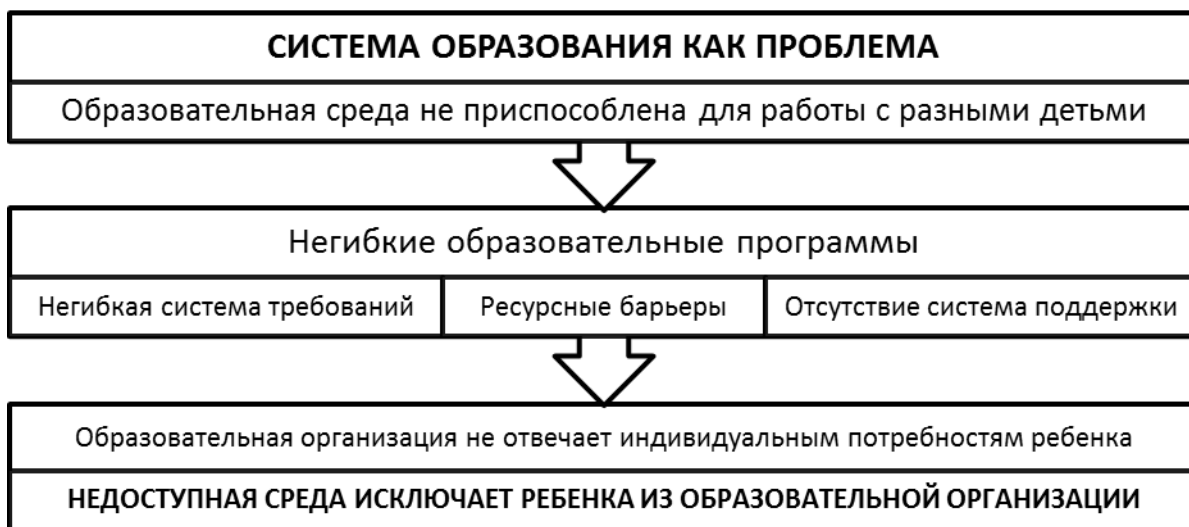 СИСТЕМА ОБРАЗОВАНИЯ КАК ПРОБЛЕМА
Образовательная среда не приспособлена для работы с разными детьми
Негибкие образовательные программы
Негибкая система требований
Ресурсные барьеры
Отсутствие система поддержки
Образовательная организация не отвечает индивидуальным потребностям ребенка
НЕДОСТУПНАЯ СРЕДА ИСКЛЮЧАЕТ РЕБЕНКА ИЗ ОБРАЗОВАТЕЛЬНОЙ ОРГАНИЗАЦИИ